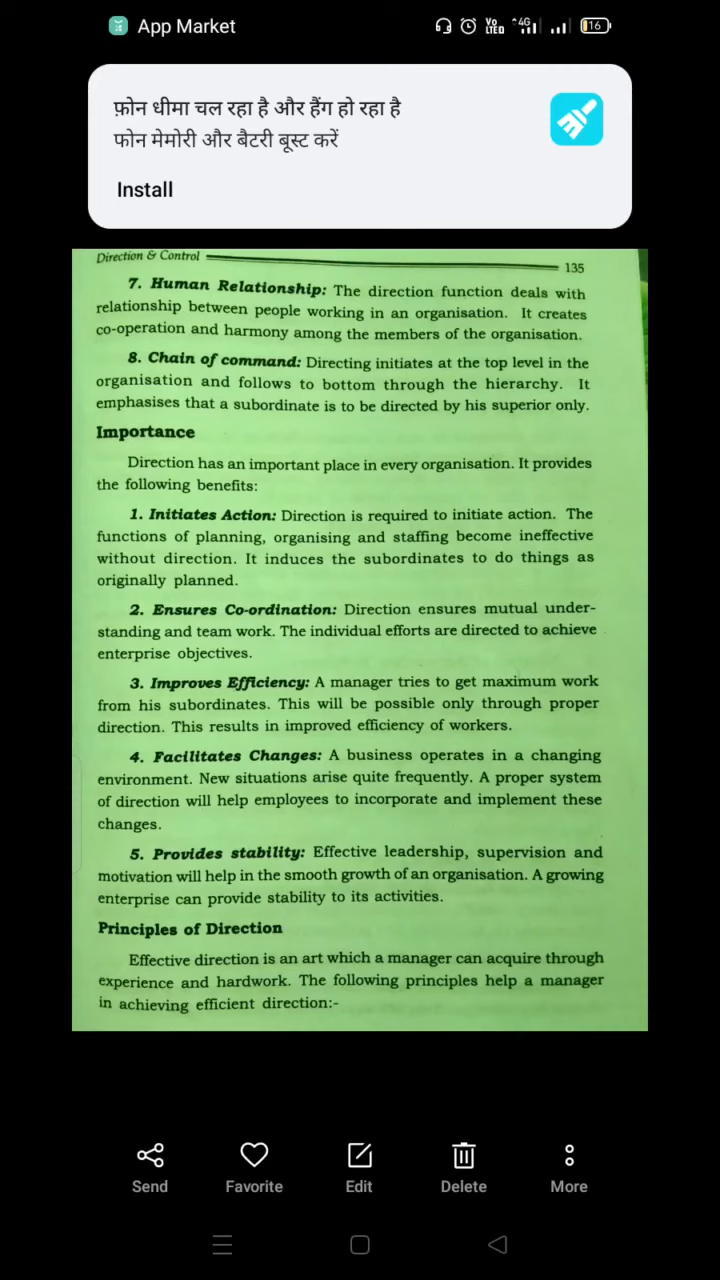 App Market
Vo LTED 4G 16
फ़ोन धीमा चल रहा है और हैंग हो रहा है
फोन मेमोरी और बैटरी बूस्ट करें
Install
Direction & Control 135
7. Human Relationship: The direction function deals with
relationship between people working in an organisation. It creates
co-operation and harmony among the members of the organisation.
8. Chain of command: Directing initiates at the top level in the
organisation and follows to bottom through the hierarchy. It
emphasises that a subordinate is to be directed by his superior only.
Importance
Direction has an important place in every organisation. It provides
the following benefits:
1. Initiates Action: Direction is required to initiate action. The
functions of planning, organising and staffing become ineffective
without direction. It induces the subordinates to do things as
originally planned.
2. Ensures Co-ordination: Direction ensures mutual under-
standing and team work. The individual efforts are directed to achieve
enterprise objectives.
3. Improves Efficiency: A manager tries to get maximum work
from his subordinates. This will be possible only through proper
direction. This results in improved efficiency of workers.
4. Facilitates Changes: A business operates in a changing
environment. New situations arise quite frequently. A proper system
of direction will help employees to incorporate and implement these
changes.
5. Provides stability: Effective leadership, supervision and
motivation will help in the smooth growth of an organisation. A growing
enterprise can provide stability to its activities.
Principles of Direction
Effective direction is an art which a manager can acquire through
experience and hardwork. The following principles help a manager
in achieving efficient direction:-
Send Favorite Edit Delete More